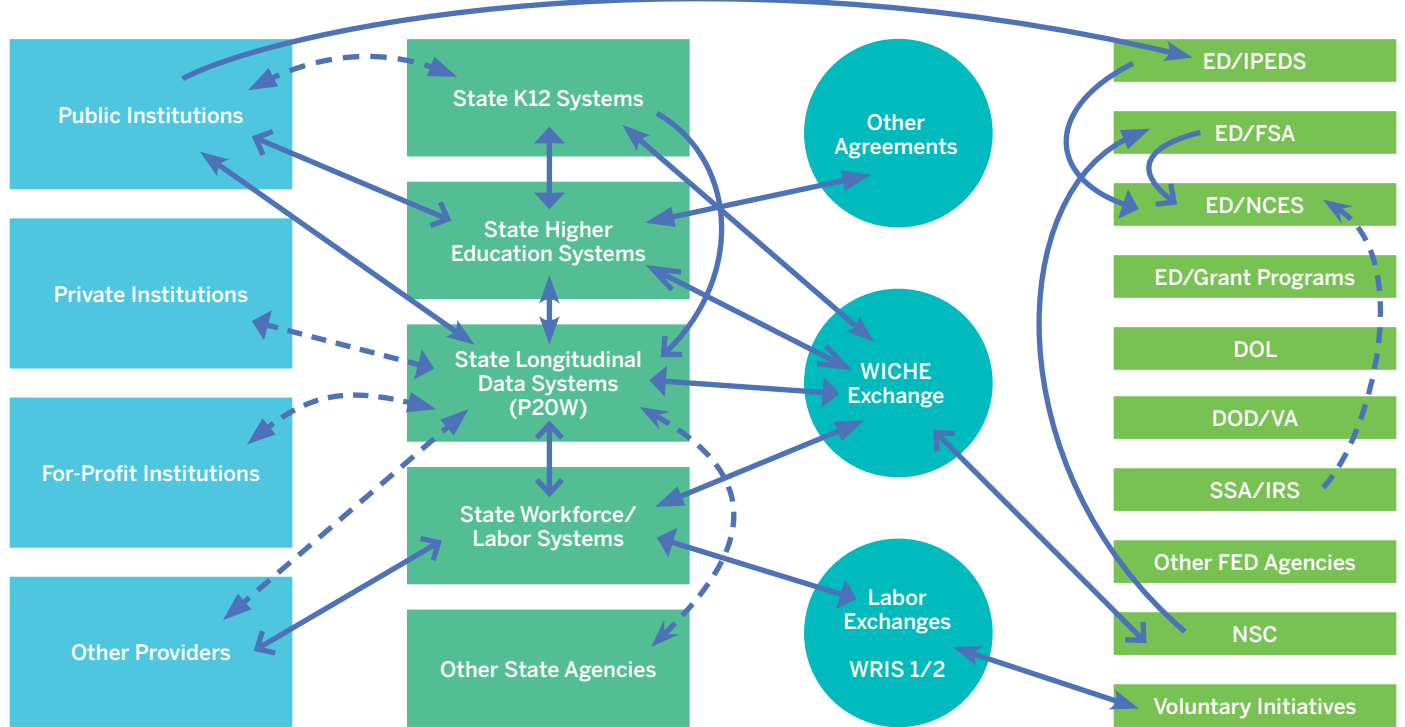 Public Institutions
Private Institutions
For-Profit Institutions
Other Providers
State K12 Systems
State Higher
Education Systems
State Longitudinal
Data Systems
(P20W)
State Workforce/
Labor Systems
Other State Agencies
Other
Agreements
WICHE
Exchange
Labor
Exchanges
WRIS 1/2
ED/IPEDS
ED/FSA
ED/NCES
ED/Grant Programs
DOL
DOD/VA
SSA/IRS
Other FED Agencies
NSC
Voluntary Initiatives